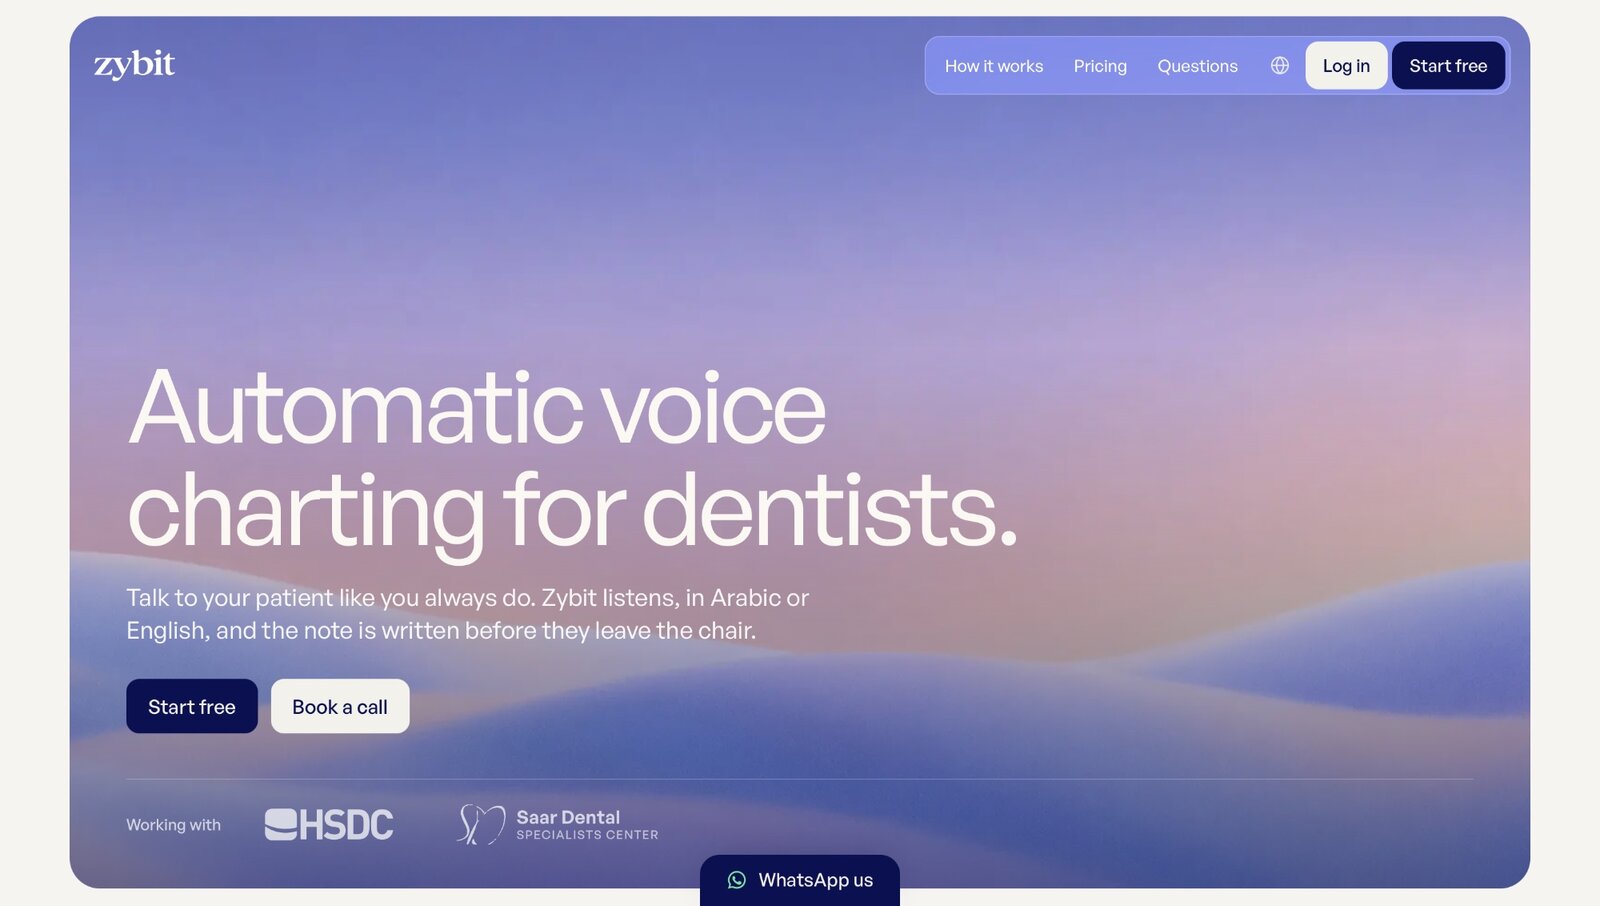 zybit
How it works
Pricing
Questions
Log in
Start free
Automatic voice
charting for dentists.
Talk to your patient like you always do. Zybit listens, in Arabic or
English, and the note is written before they leave the chair.
Start free
Book a call
Working with
HSDC
Saar Dental
SPECIALISTS CENTER
WhatsApp us